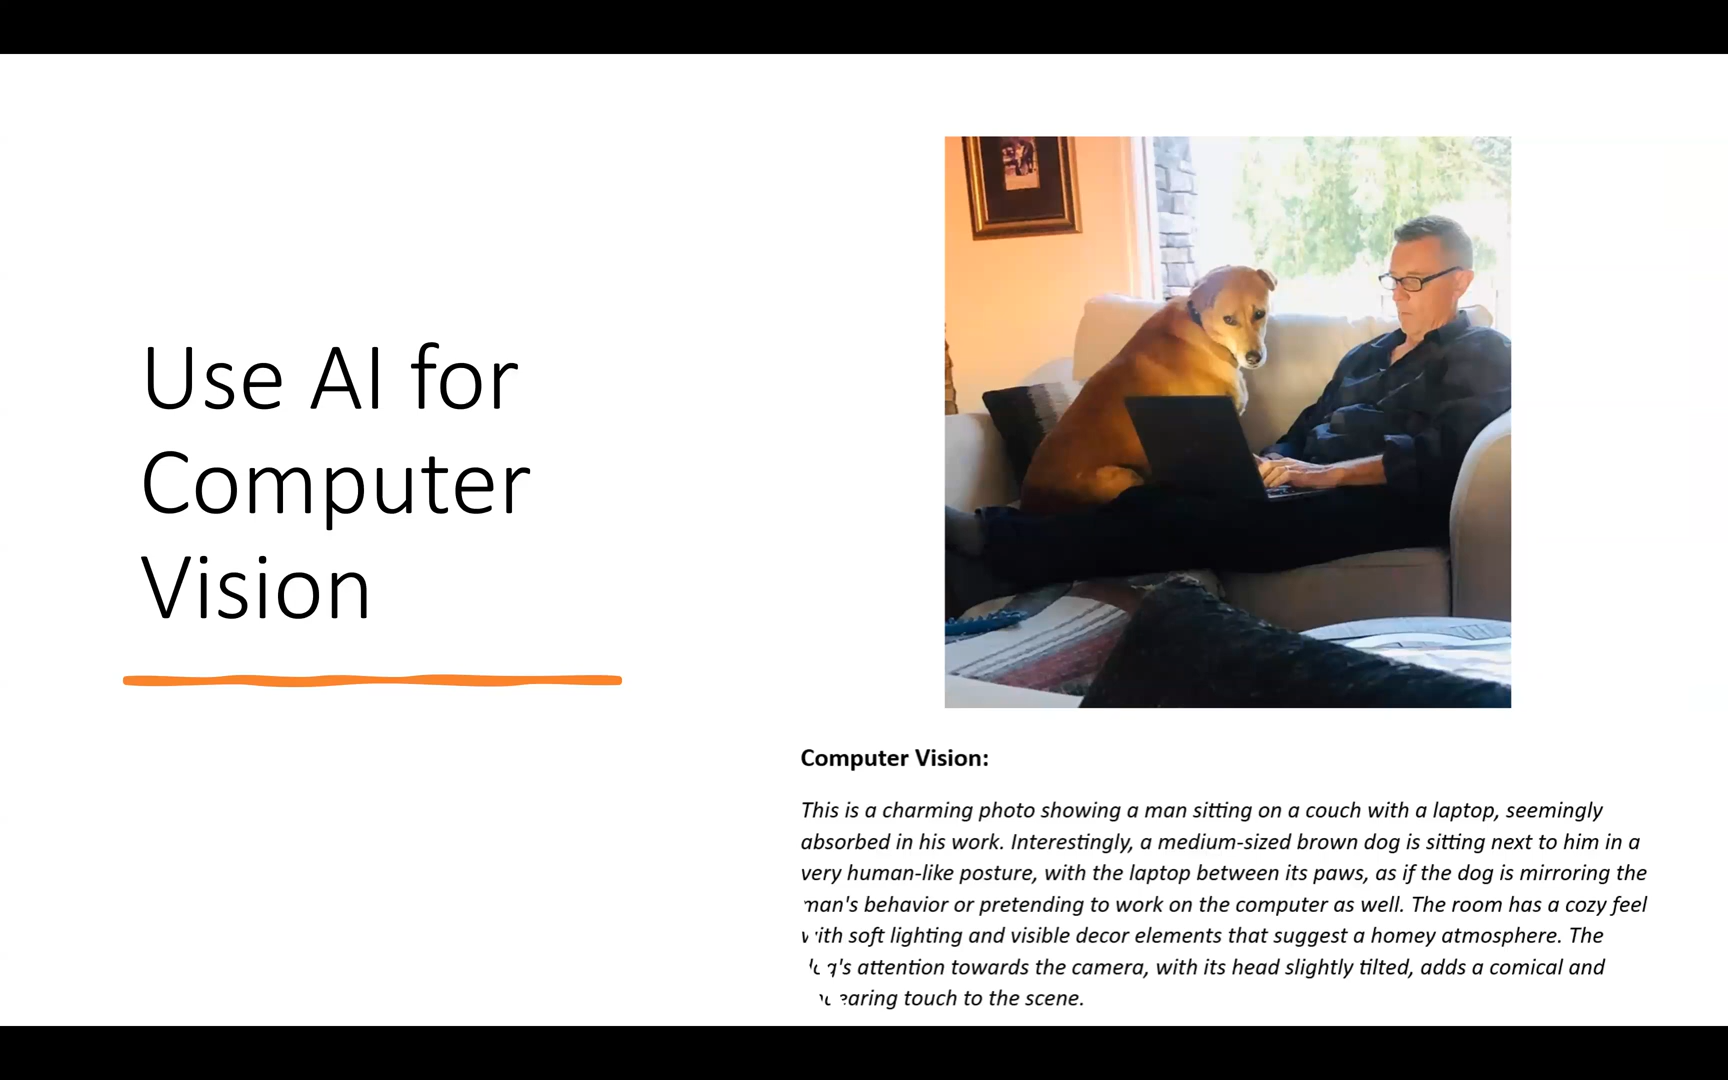 Use AI for
Computer
Vision
Computer Vision:
This is a charming photo showing a man sitting on a couch with a laptop, seemingly
absorbed in his work. Interestingly, a medium-sized brown dog is sitting next to him in a
very human-like posture, with the laptop between its paws, as if the dog is mirroring the
man's behavior or pretending to work on the computer as well. The room has a cozy feel
with soft lighting and visible decor elements that suggest a homey atmosphere. The
attention towards the camera, with its head slightly tilted, adds a comical and
touch to the scene.